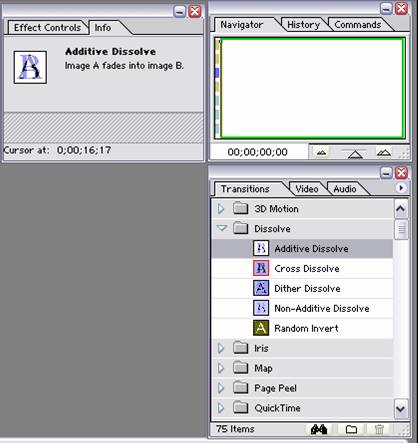 Effect Controls Info
Additive Dissolve
Image A fades into image B.
Cursor at: 0;00;16;17
Navigator History Commands
00;00;00;00
Transitions Video Audio
3D Motion
Dissolve
Additive Dissolve
Cross Dissolve
Dither Dissolve
Non-Additive Dissolve
Random Invert
Iris
Map
Page Peel
QuickTime
75 Items